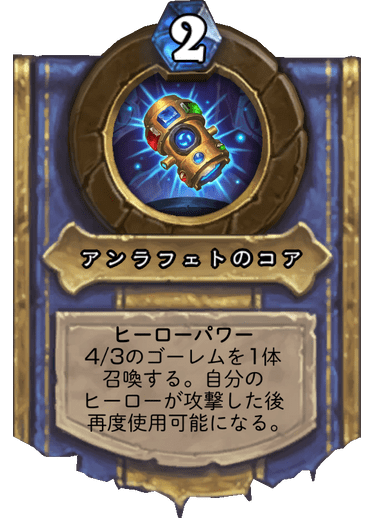 2
アンラフェトのコア
ヒーローパワー
4/3のゴーレムを1体
召喚する。自分の
ヒーローが攻撃した後
再度使用可能になる。